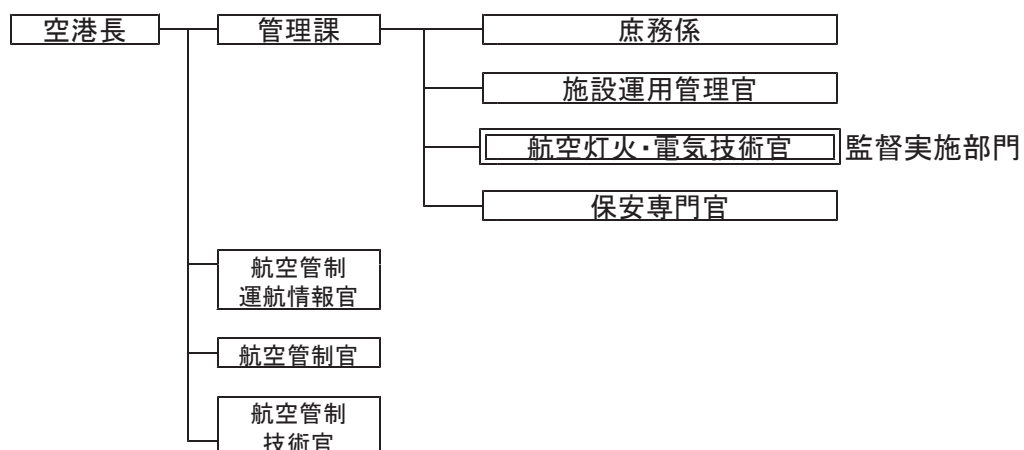 空港長
管理課
庶務係
施設運用管理官
航空灯火・電気技術官
監督実施部門
保安専門官
航空管制
運航情報官
航空管制官
航空管制
技術官